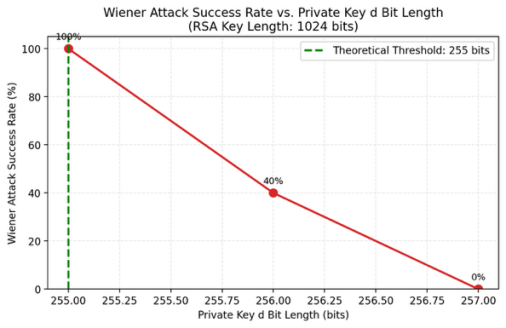 Wiener Attack Success Rate vs. Private Key d Bit Length
(RSA Key Length: 1024 bits)
Theoretical Threshold: 255 bits
Wiener Attack Success Rate (%)
100
80
60
40
20
0
100%
40%
0%
255.00 255.25 255.50 255.75 256.00 256.25 256.50 256.75 257.00
Private Key d Bit Length (bits)